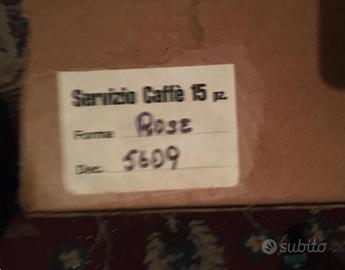 Servizio Caffè 15 pz.
Forma: ROSE
Dec. 5609
subito